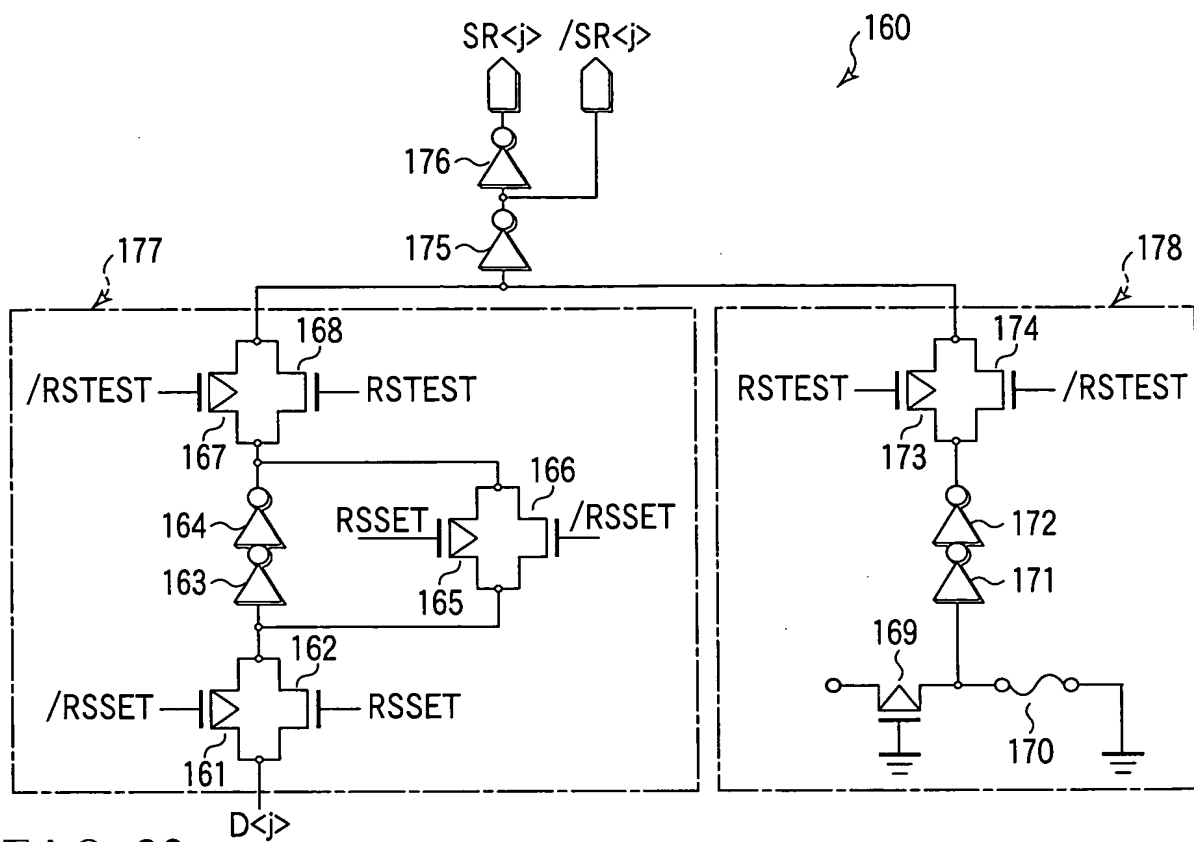 SR<j> /SR<j>
160
176
175
177
178
168
174
/RSTEST
RSTEST
RSTEST
/RSTEST
167
173
166
164
RSSET
/RSSET
172
163
165
171
162
169
/RSSET
RSSET
161
170
D<j>